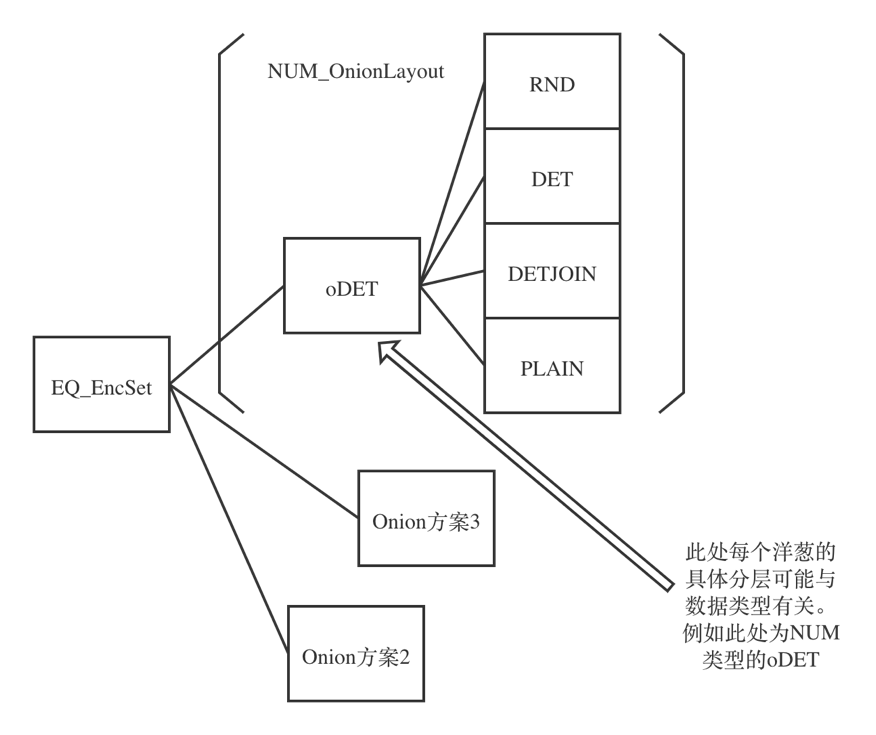 NUM_OnionLayout
RND
DET
DETJOIN
PLAIN
oDET
EQ_EncSet
Onion方案3
Onion方案2
此处每个洋葱的
具体分层可能与
数据类型有关。
例如此处为NUM
类型的oDET